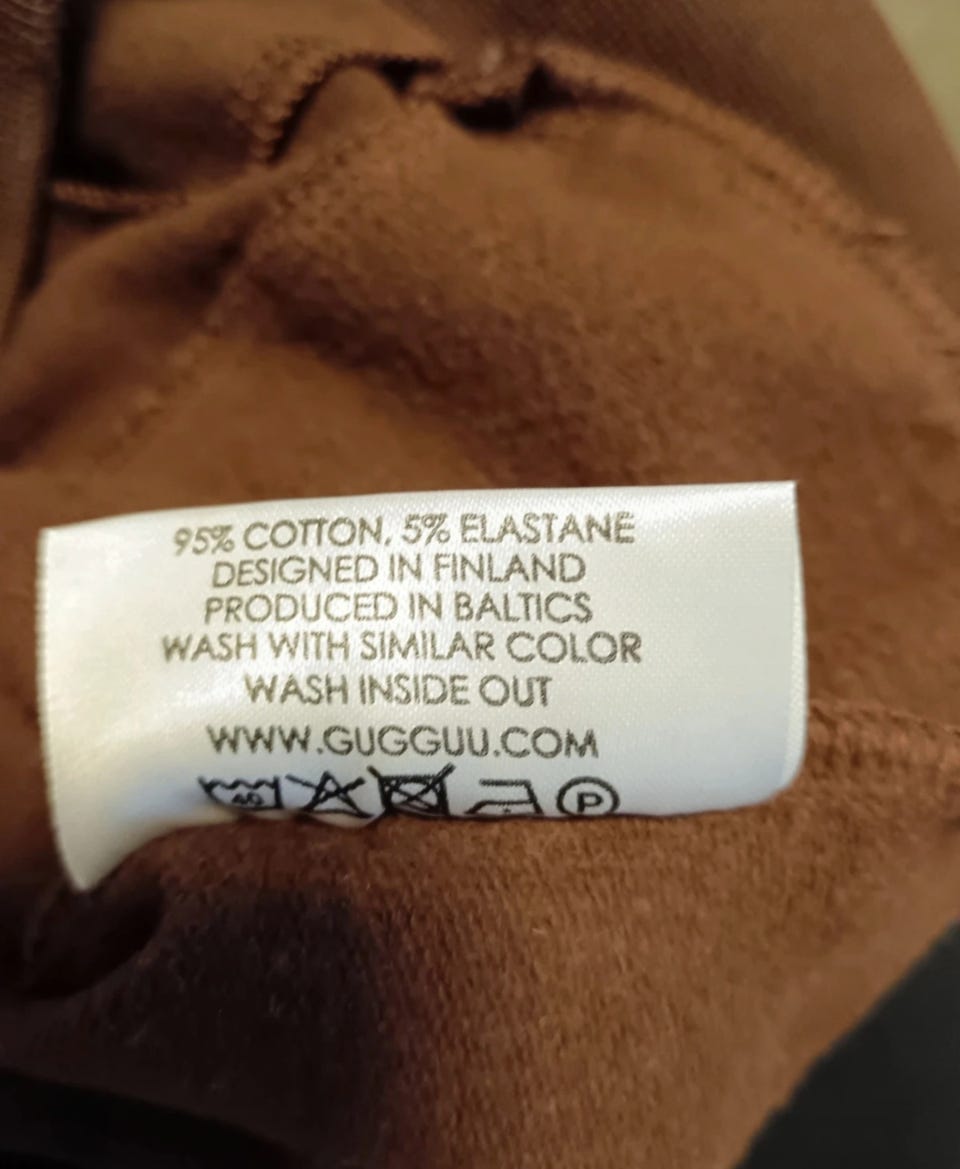 95% COTTON, 5% ELASTANE
DESIGNED IN FINLAND
PRODUCED IN BALTICS
WASH WITH SIMILAR COLOR
WASH INSIDE OUT
WWW.GUGGUU.COM
40 P